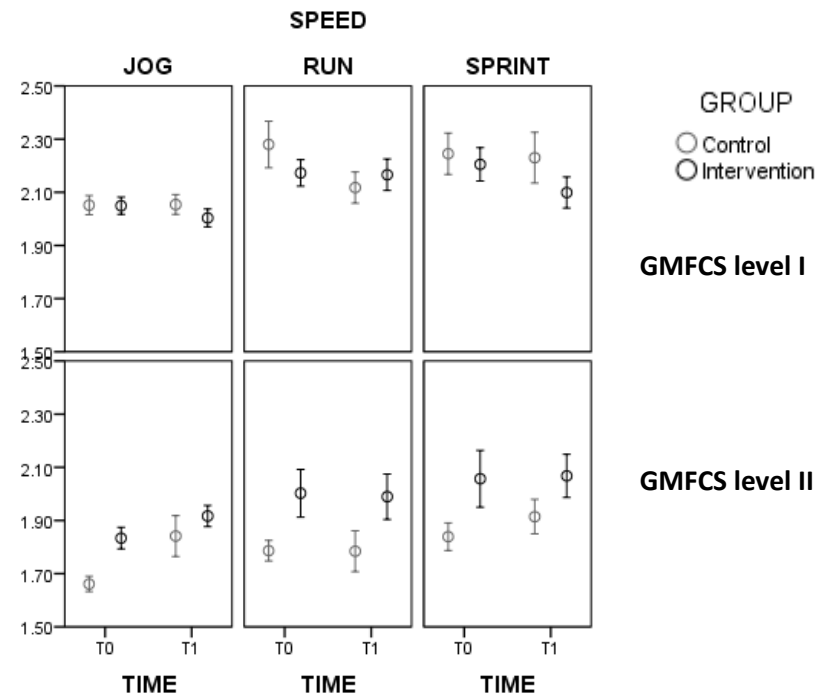 SPEED
JOG RUN SPRINT
2.50
2.30
2.10
1.90
1.70
1.50
GROUP
Control
Intervention
GMFCS level I
2.50
2.30
2.10
1.90
1.70
1.50
GMFCS level II
T0 T1 T0 T1 T0 T1
TIME TIME TIME